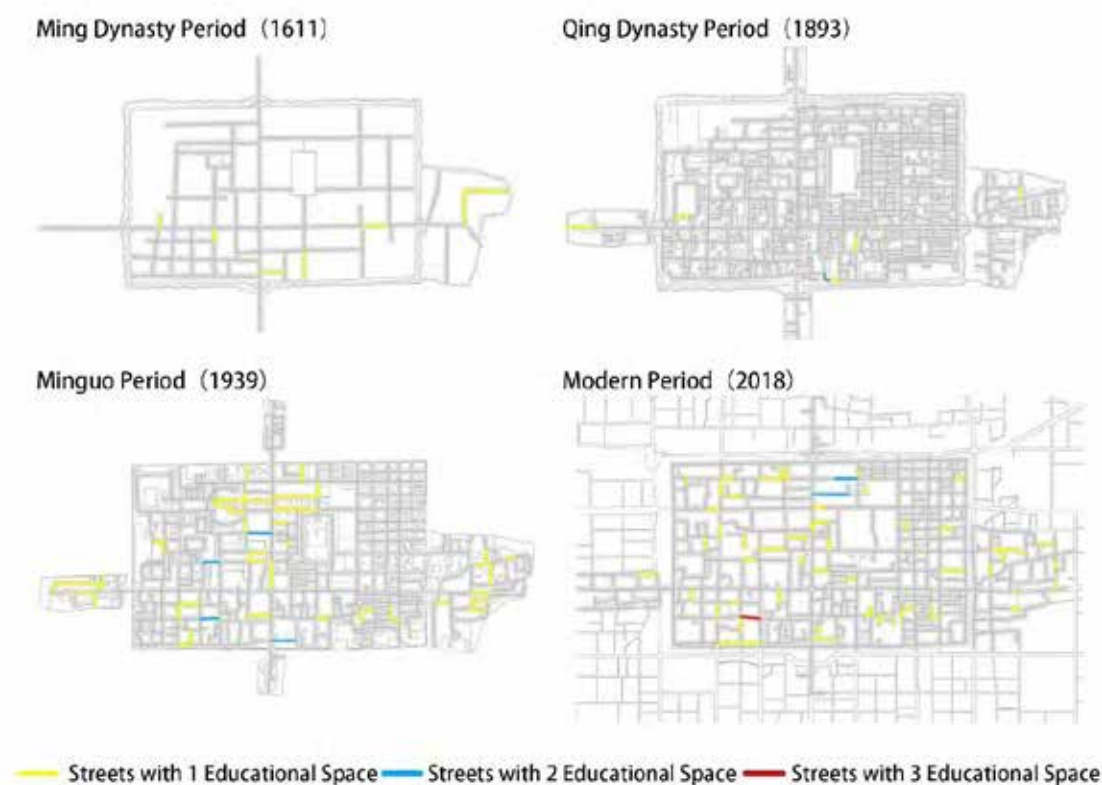 Ming Dynasty Period（1611）
Qing Dynasty Period（1893）
Minguo Period（1939）
Modern Period（2018）
Streets with 1 Educational Space
Streets with 2 Educational Space
Streets with 3 Educational Space